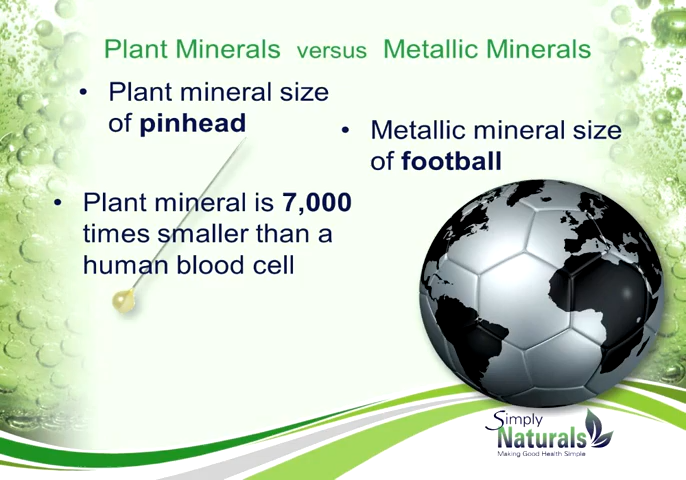 Plant Minerals versus Metallic Minerals
• Plant mineral size
of pinhead
• Metallic mineral size
of football
• Plant mineral is 7,000
times smaller than a
human blood cell
Simply
Naturals
Making Good Health Simple